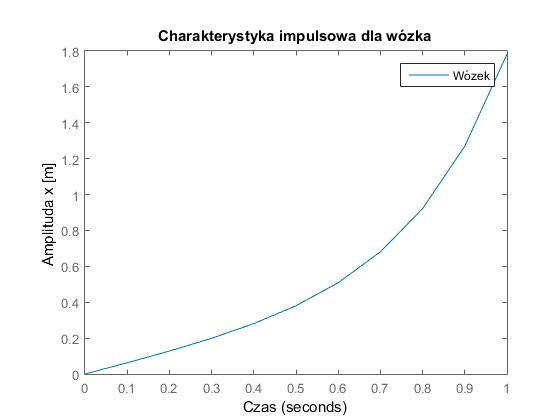 Charakterystyka impulsowa dla wózka
Wózek
Amplituda x [m]
1.8
1.6
1.4
1.2
1
0.8
0.6
0.4
0.2
0
0 0.1 0.2 0.3 0.4 0.5 0.6 0.7 0.8 0.9 1
Czas (seconds)